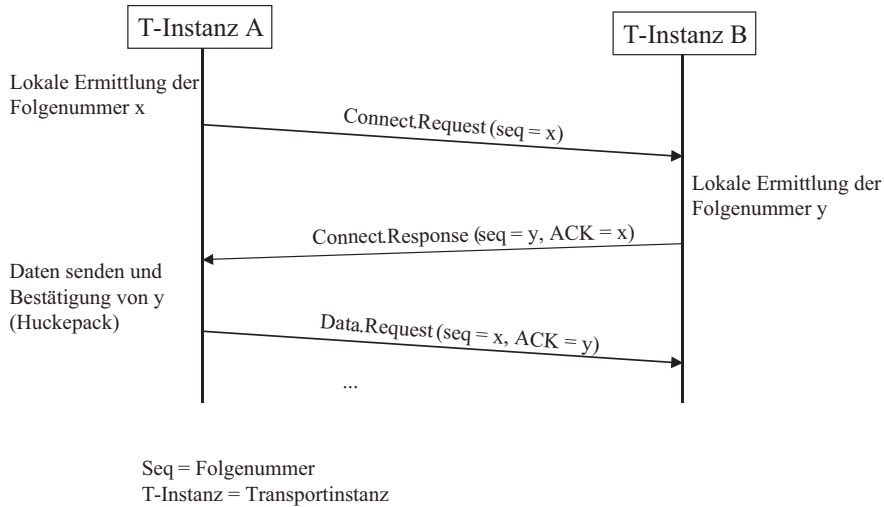 T-Instanz A
T-Instanz B
Lokale Ermittlung der
Folgenummer x
Connect.Request (seq = x)
Lokale Ermittlung der
Folgenummer y
Connect.Response (seq = y, ACK = x)
Daten senden und
Bestätigung von y
(Huckepack)
Data.Request (seq = x, ACK = y)
...
Seq = Folgenummer
T-Instanz = Transportinstanz